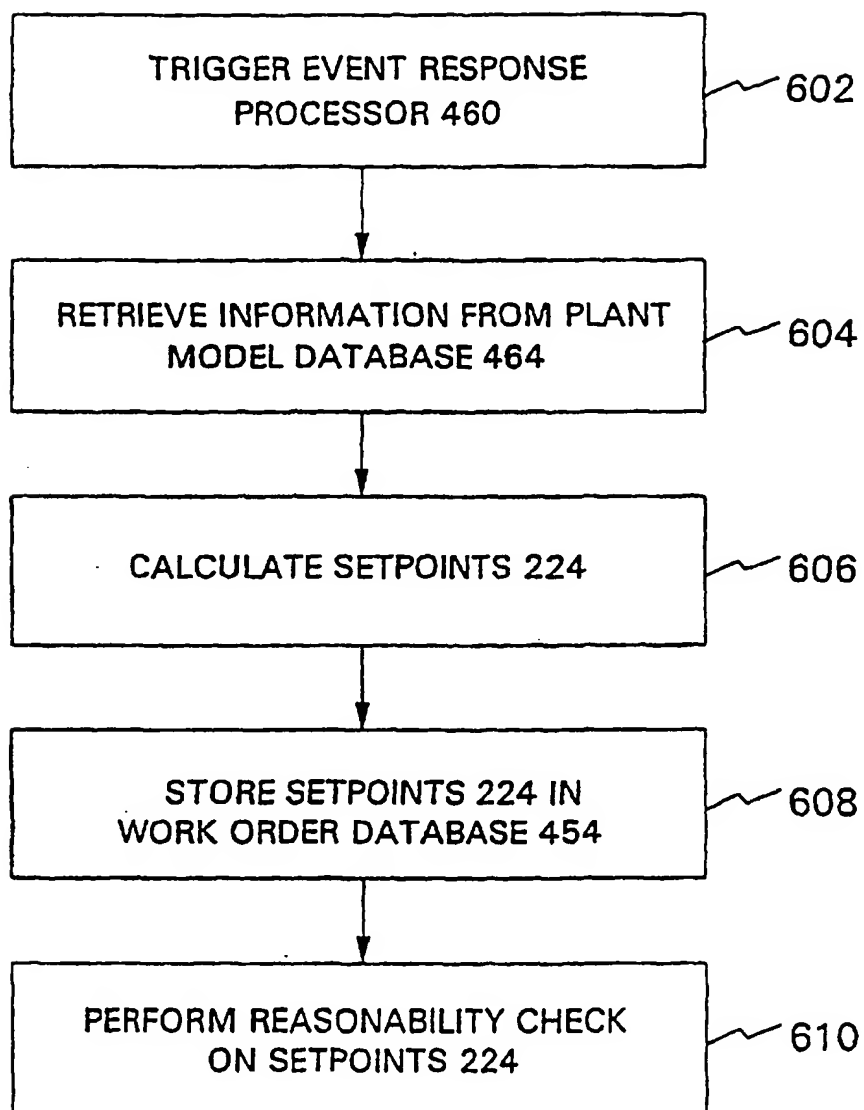 TRIGGER EVENT RESPONSE
PROCESSOR 460
602
RETRIEVE INFORMATION FROM PLANT
MODEL DATABASE 464
604
CALCULATE SETPOINTS 224
606
STORE SETPOINTS 224 IN
WORK ORDER DATABASE 454
608
PERFORM REASONABILITY CHECK
ON SETPOINTS 224
610